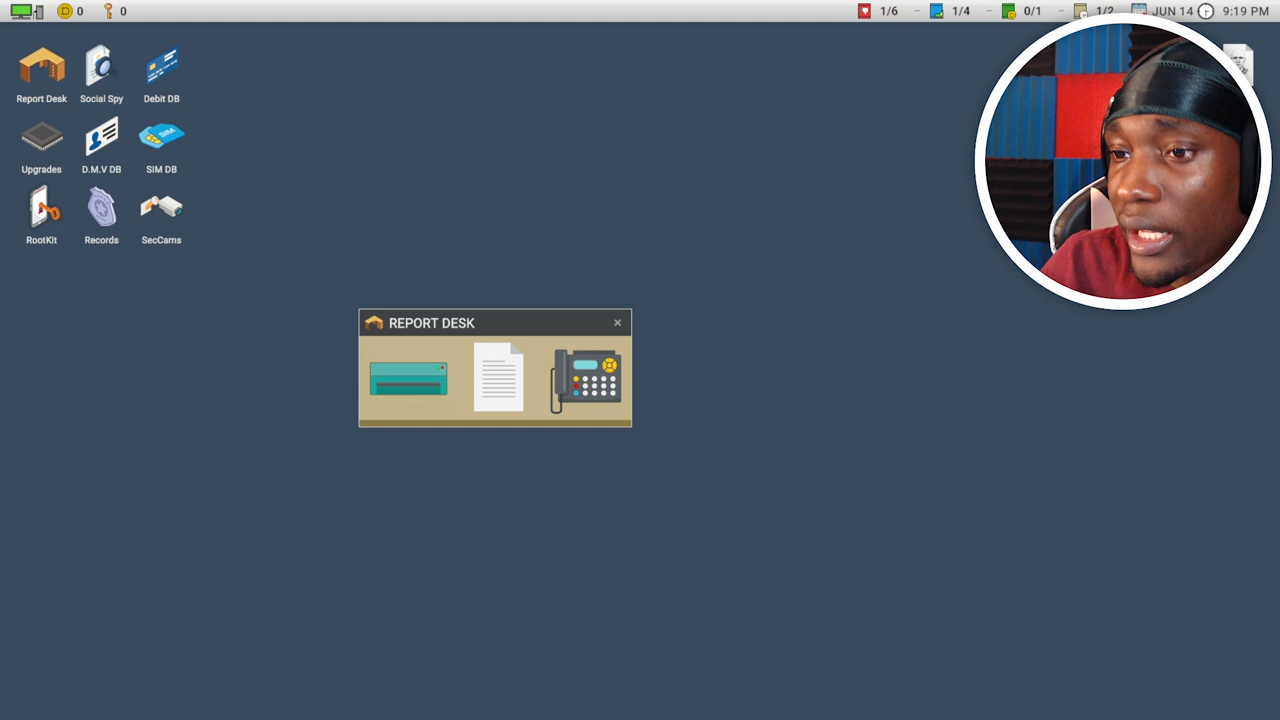 0 0 1/6 - 1/4 - 0/1 - 1/2 JUN 14 9:19 PM
Report Desk Social Spy Debit DB
Upgrades D.M.V DB SIM DB
SIM
RootKit Records SecCams
REPORT DESK ×